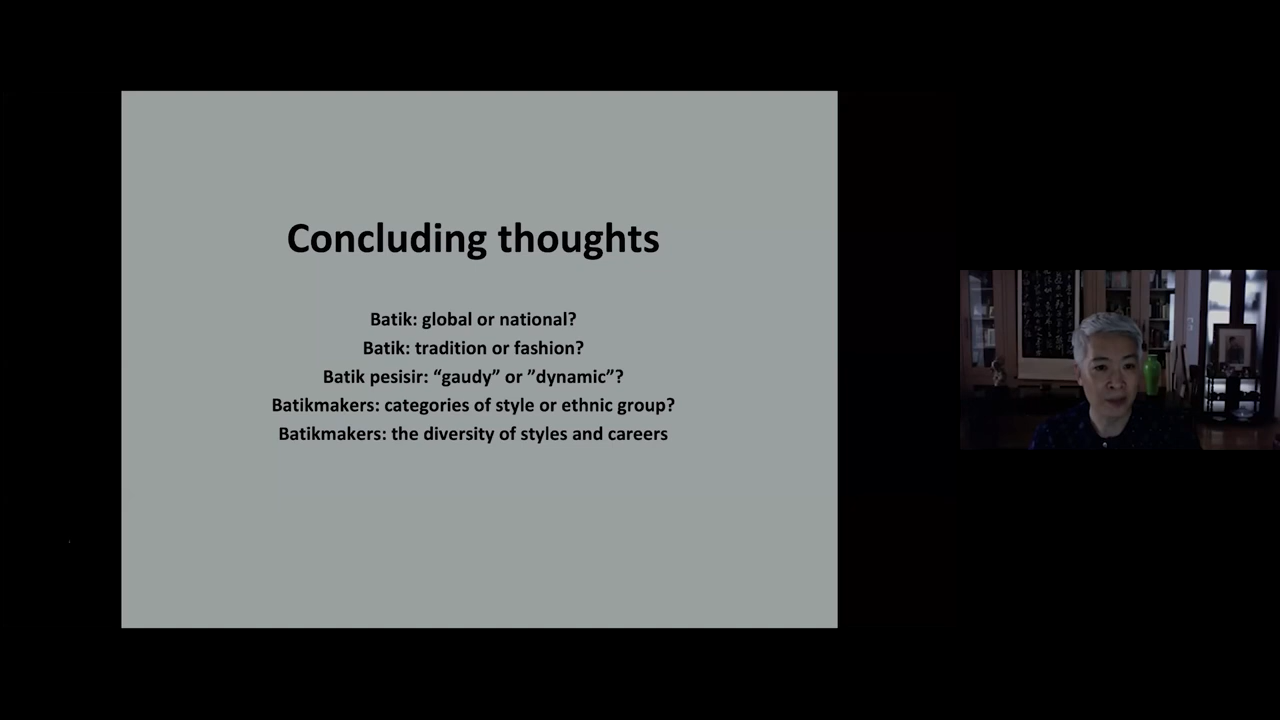 Concluding thoughts
Batik: global or national?
Batik: tradition or fashion?
Batik pesisir: “gaudy” or ”dynamic”?
Batikmakers: categories of style or ethnic group?
Batikmakers: the diversity of styles and careers